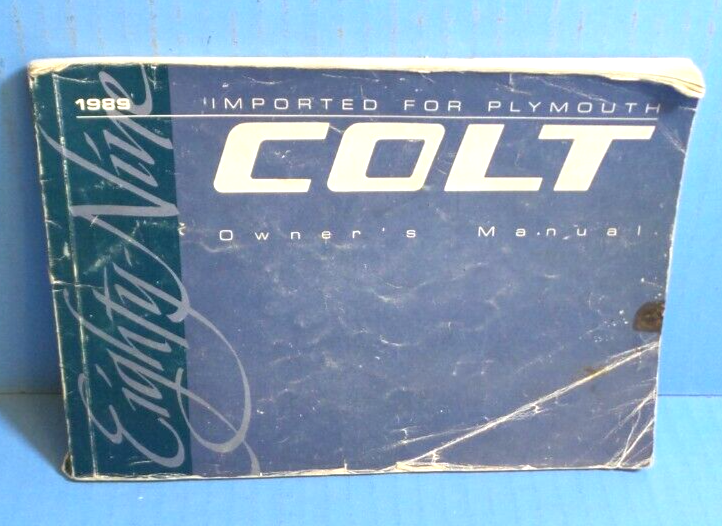 1989
IMPORTED FOR PLYMOUTH
COLT
Owner's Manual
Eighty Nine